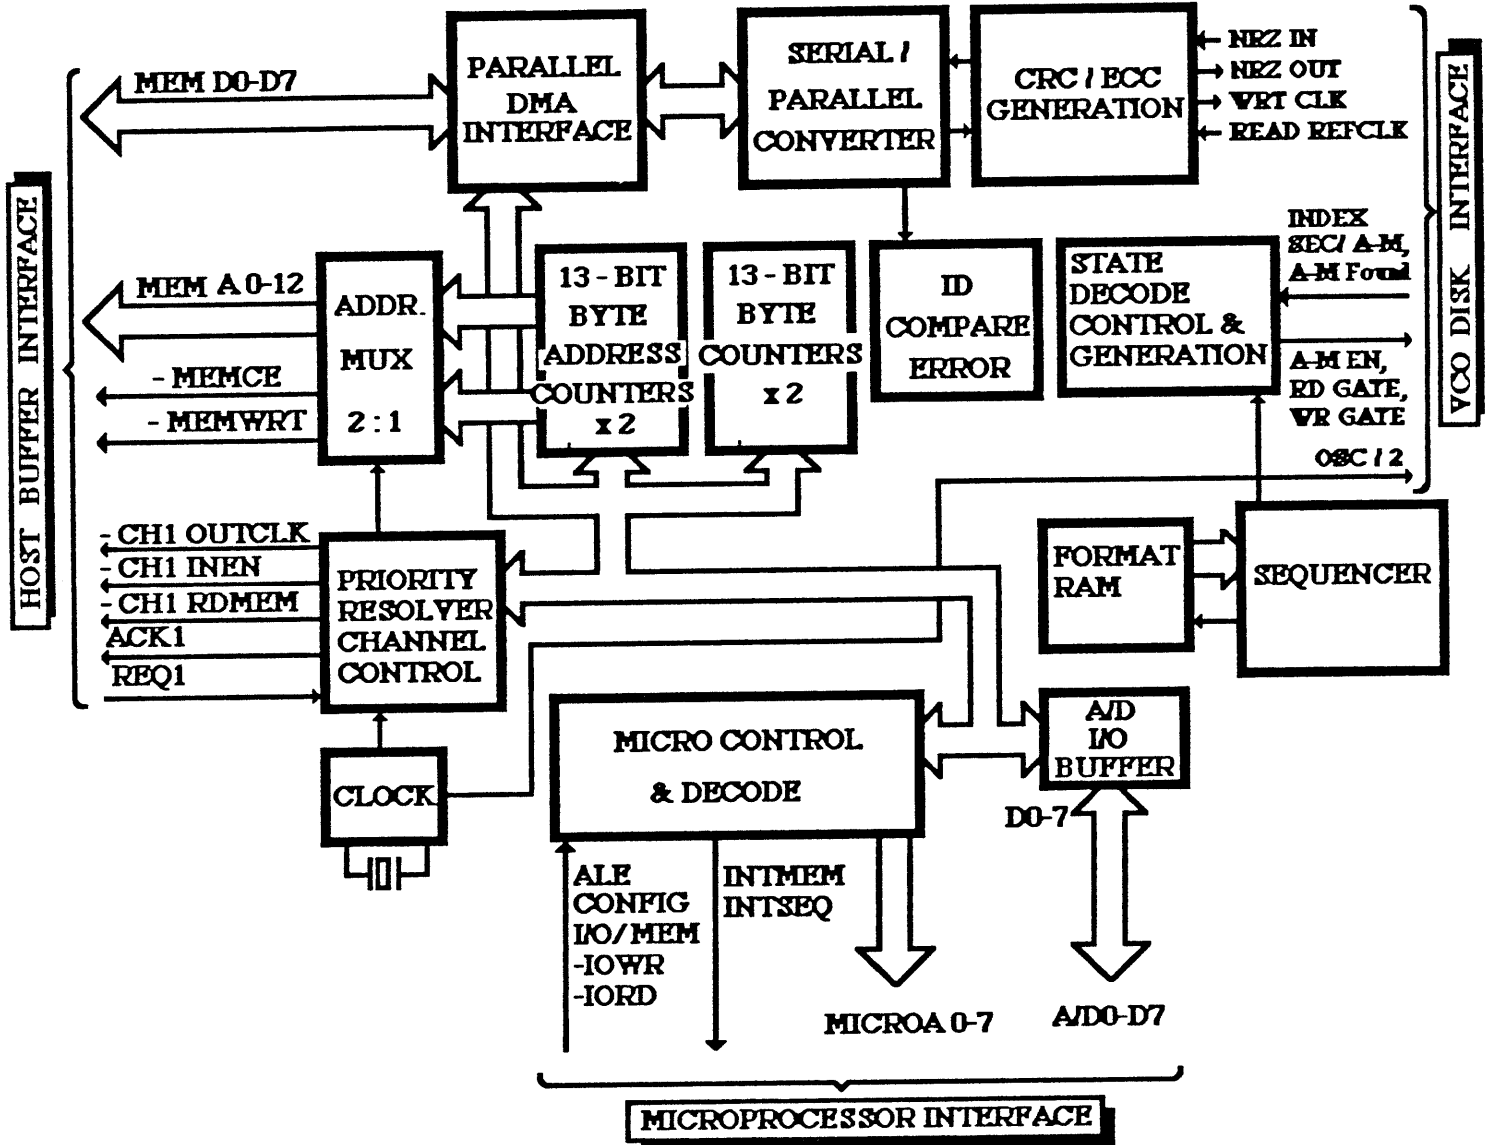 HOST BUFFER INTERFACE
MEM D0-D7
MEM A 0-12
- MEMCE
- MEMWRT
- CH1 OUTCLK
- CH1 INEN
- CH1 RDMEM
ACK1
REQ1
PARALLEL
DMA
INTERFACE
SERIAL /
PARALLEL
CONVERTER
CRC / ECC
GENERATION
NRZ IN
NRZ OUT
WRT CLK
READ REFCLK
VCO DISK INTERFACE
ADDR.
MUX
2 : 1
13 - BIT
BYTE
ADDRESS
COUNTERS
x 2
13 - BIT
BYTE
COUNTERS
x 2
ID
COMPARE
ERROR
STATE
DECODE
CONTROL &
GENERATION
INDEX
SEC/ A-M,
A-M Found
A-M EN,
RD GATE,
WR GATE
OSC / 2
PRIORITY
RESOLVER
CHANNEL
CONTROL
FORMAT
RAM
SEQUENCER
CLOCK
MICRO CONTROL
& DECODE
A/D
I/O
BUFFER
D0-7
ALE
CONFIG
I/O/MEM
-IOWR
-IORD
INTMEM
INTSEQ
MICROA 0-7
A/D0-D7
MICROPROCESSOR INTERFACE